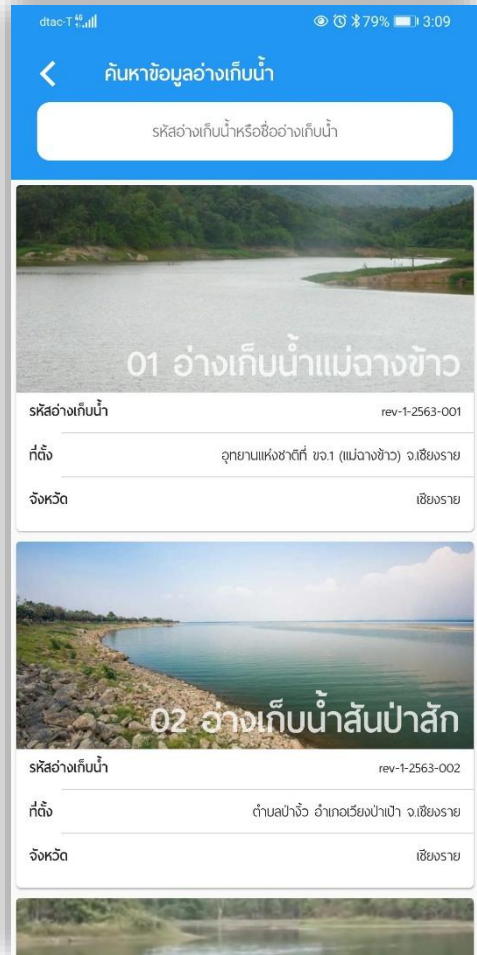 dtac-T 79% 3:09
ค้นหาข้อมูลอ่างเก็บน้ำ
รหัสอ่างเก็บน้ำหรือชื่ออ่างเก็บน้ำ
01 อ่างเก็บน้ำแม่ฉางข้าว
รหัสอ่างเก็บน้ำ rev-1-2563-001
ที่ตั้ง อุทยานแห่งชาติที่ ขจ.1 (แม่ฉางข้าว) จ.เชียงราย
จังหวัด เชียงราย
02 อ่างเก็บน้ำสันป่าสัก
รหัสอ่างเก็บน้ำ rev-1-2563-002
ที่ตั้ง ตำบลป่างิ้ว อำเภอเวียงป่าเป้า จ.เชียงราย
จังหวัด เชียงราย